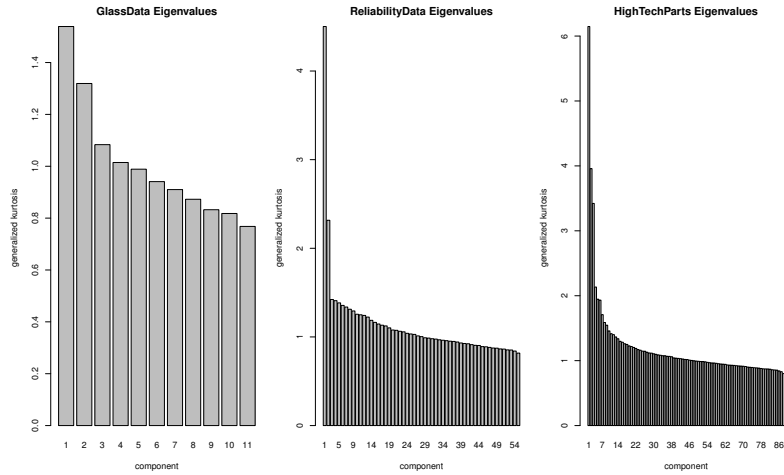 GlassData Eigenvalues
generalized kurtosis
0.0 0.2 0.4 0.6 0.8 1.0 1.2 1.4
1 2 3 4 5 6 7 8 9 10 11
component
ReliabilityData Eigenvalues
generalized kurtosis
0 1 2 3 4
1 5 9 14 19 24 29 34 39 44 49 54
component
HighTechParts Eigenvalues
generalized kurtosis
0 1 2 3 4 5 6
1 7 14 22 30 38 46 54 62 70 78 86
component